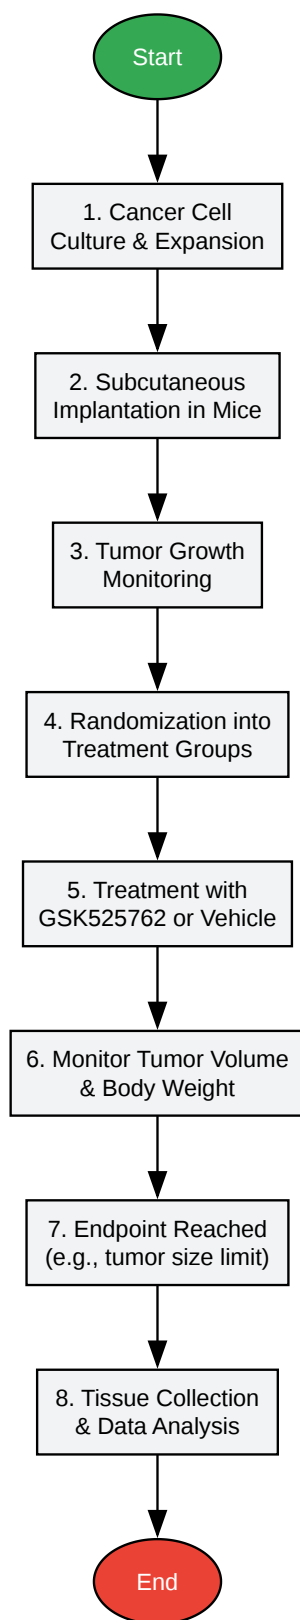 Start
1. Cancer Cell
Culture & Expansion
2. Subcutaneous
Implantation in Mice
3. Tumor Growth
Monitoring
4. Randomization into
Treatment Groups
5. Treatment with
GSK525762 or Vehicle
6. Monitor Tumor Volume
& Body Weight
7. Endpoint Reached
(e.g., tumor size limit)
8. Tissue Collection
& Data Analysis
End